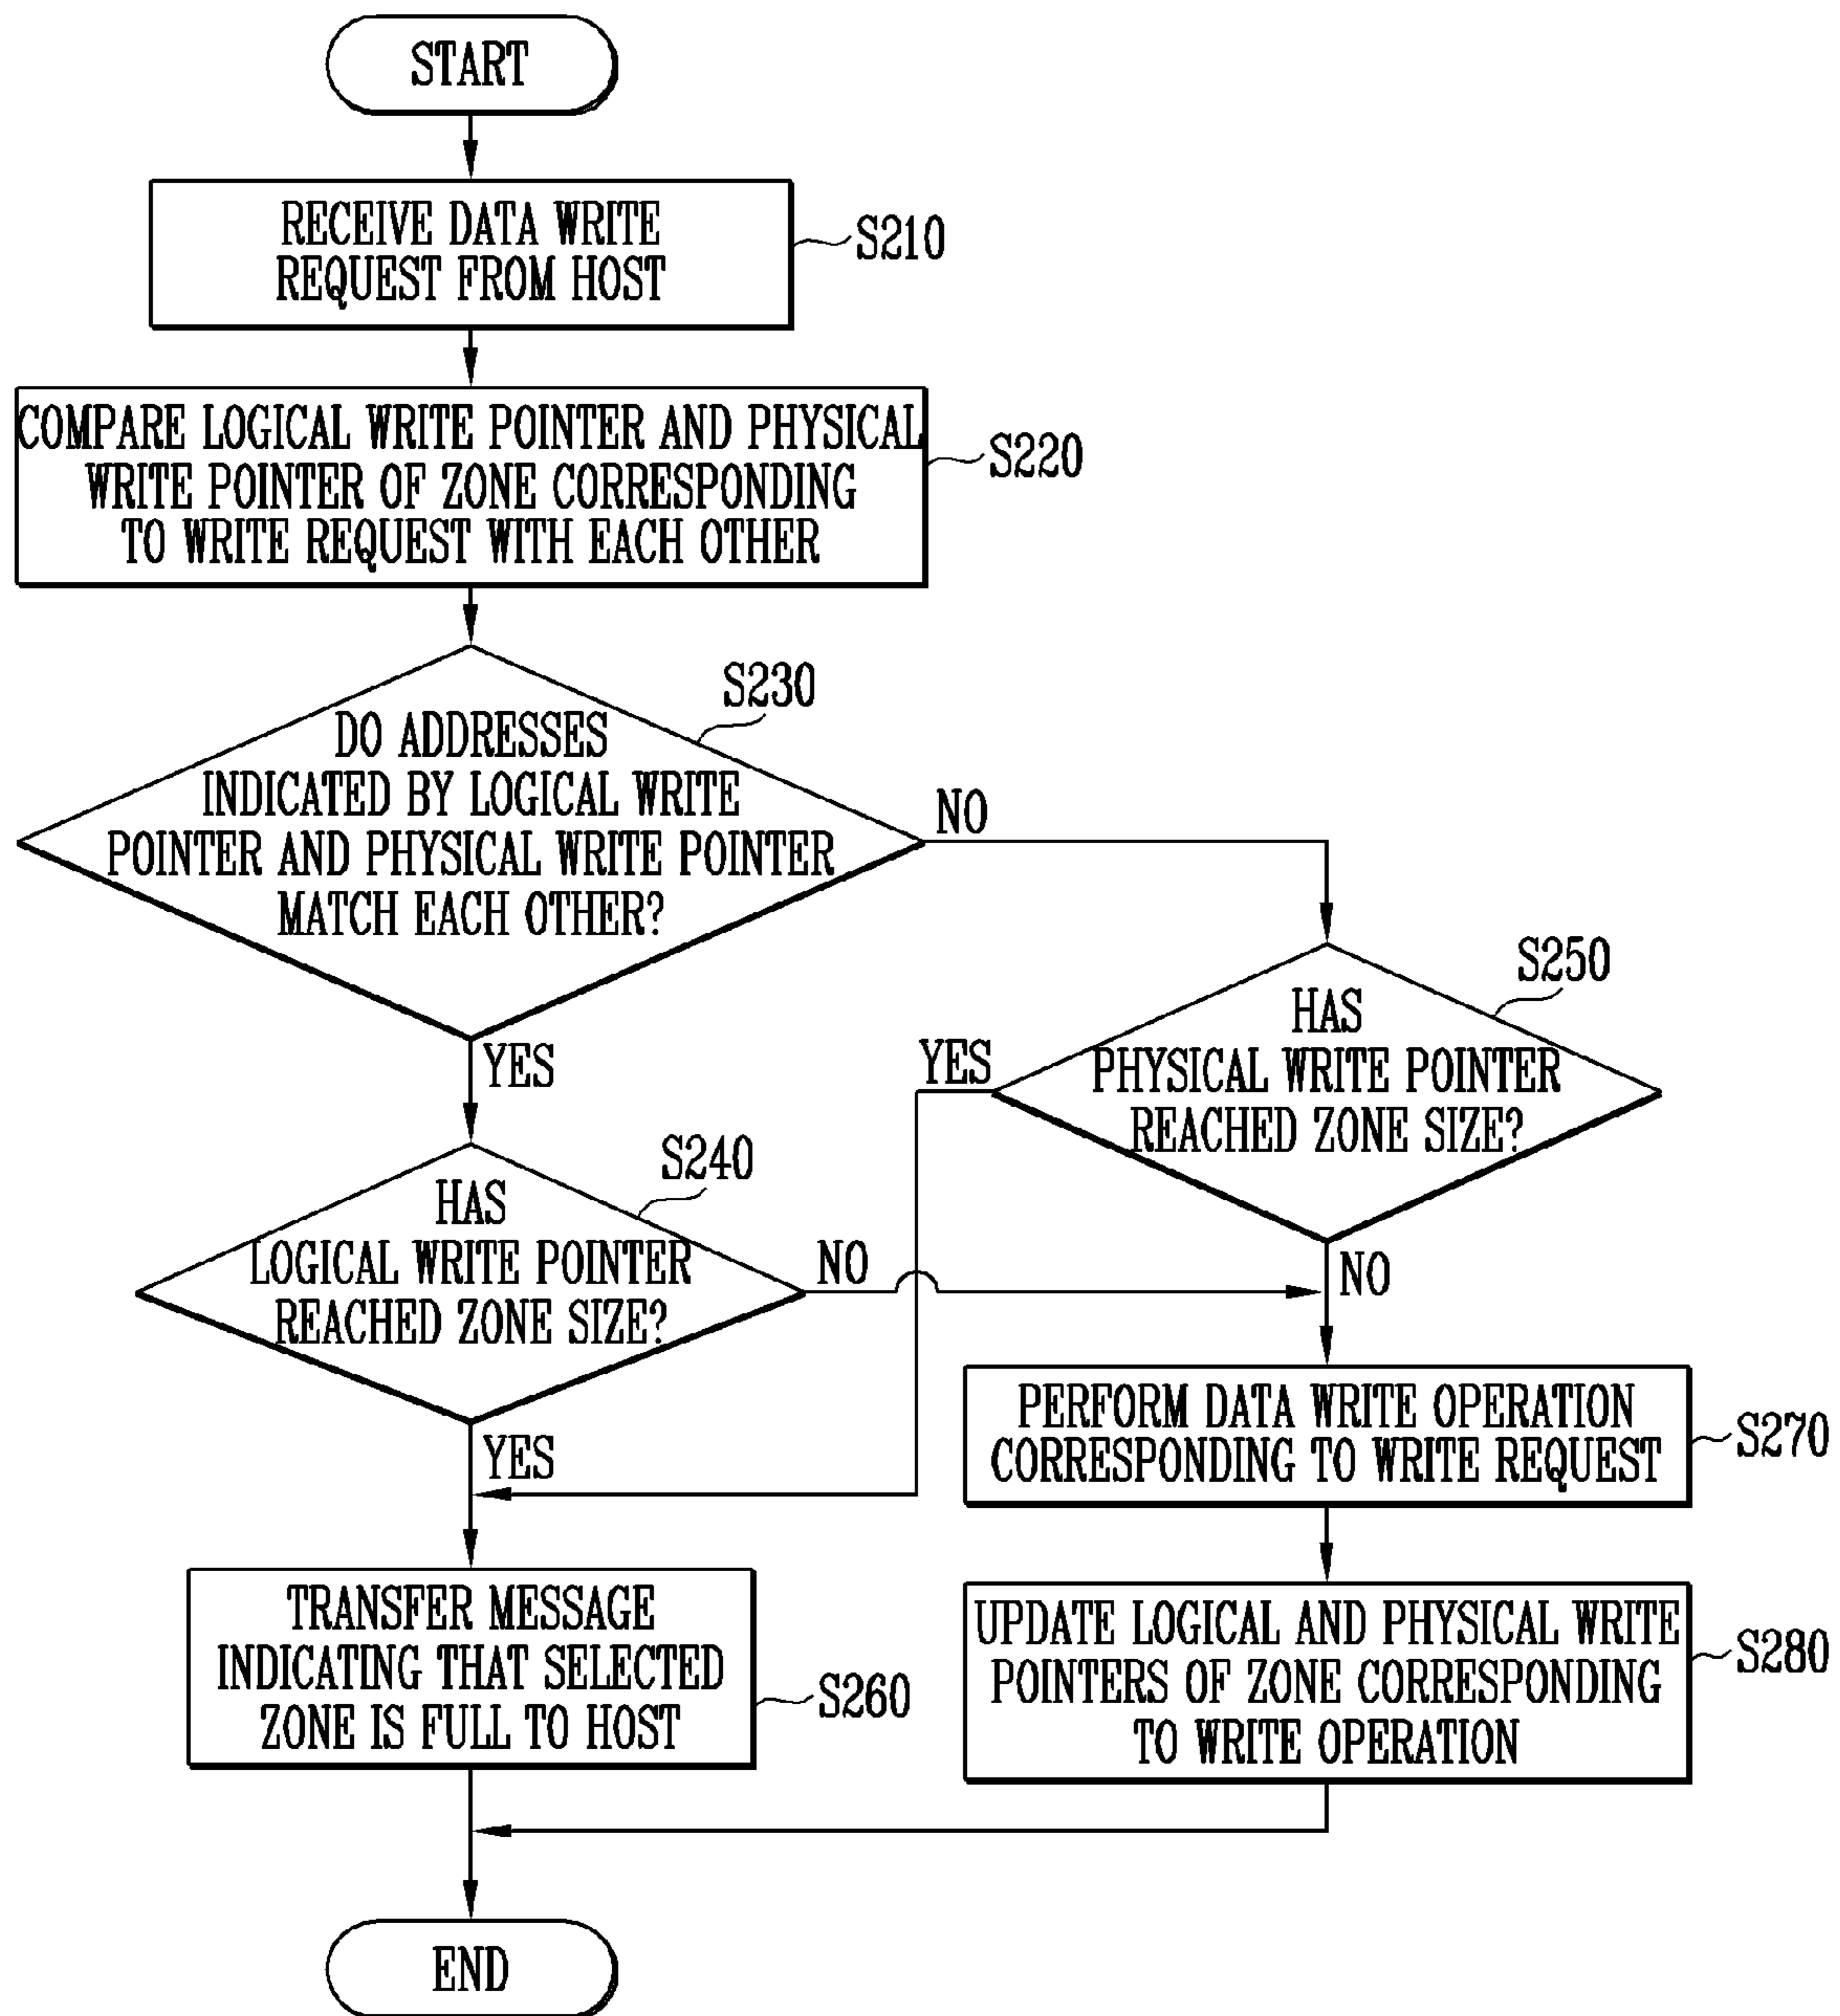 START
RECEIVE DATA WRITE
REQUEST FROM HOST
S210
COMPARE LOGICAL WRITE POINTER AND PHYSICAL
WRITE POINTER OF ZONE CORRESPONDING
TO WRITE REQUEST WITH EACH OTHER
S220
S230
DO ADDRESSES
INDICATED BY LOGICAL WRITE
POINTER AND PHYSICAL WRITE POINTER
MATCH EACH OTHER?
NO
YES
S250
HAS
PHYSICAL WRITE POINTER
REACHED ZONE SIZE?
YES
NO
S240
HAS
LOGICAL WRITE POINTER
REACHED ZONE SIZE?
NO
YES
PERFORM DATA WRITE OPERATION
CORRESPONDING TO WRITE REQUEST
S270
TRANSFER MESSAGE
INDICATING THAT SELECTED
ZONE IS FULL TO HOST
S260
UPDATE LOGICAL AND PHYSICAL WRITE
POINTERS OF ZONE CORRESPONDING
TO WRITE OPERATION
S280
END